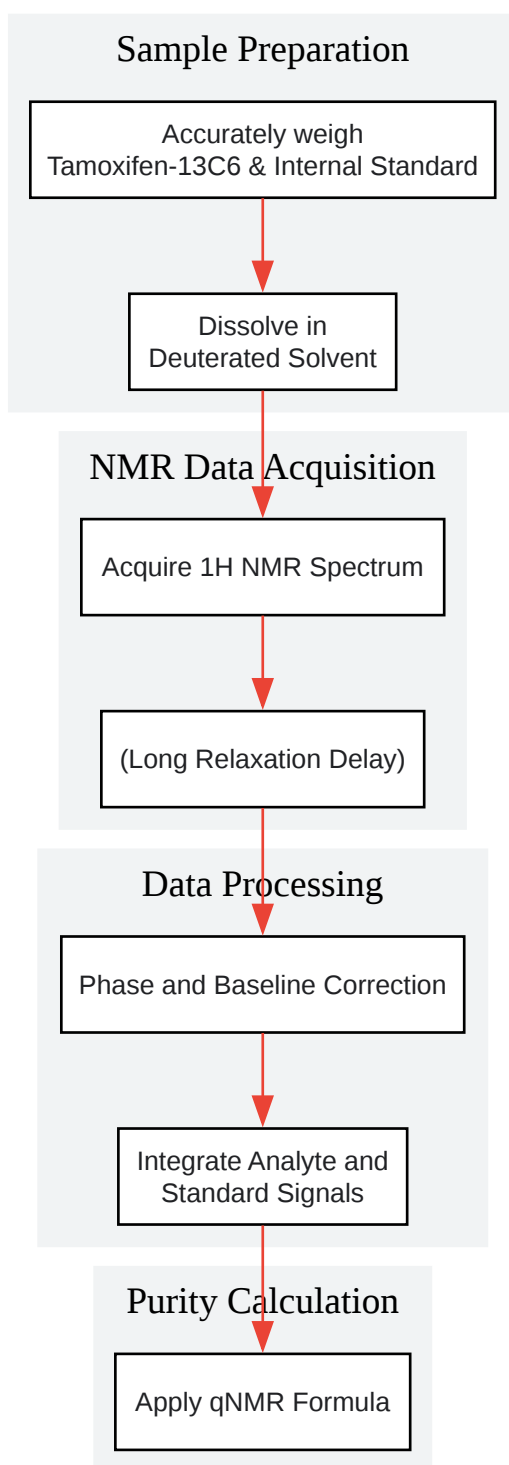 Sample Preparation
Accurately weigh
Tamoxifen-13C6 & Internal Standard
Dissolve in
Deuterated Solvent
NMR Data Acquisition
Acquire 1H NMR Spectrum
(Long Relaxation Delay)
Data Processing
Phase and Baseline Correction
Integrate Analyte and
Standard Signals
Purity Calculation
Apply qNMR Formula